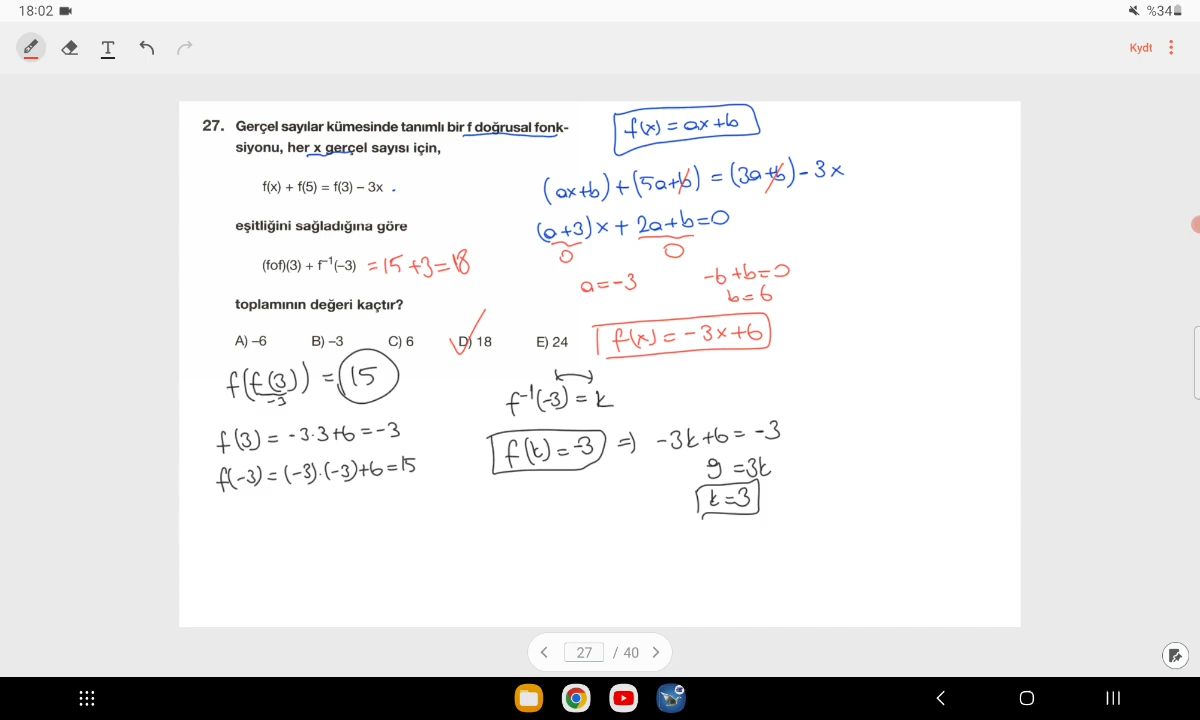 18:02
%34
T
Kydt
27. Gerçel sayılar kümesinde tanımlı bir f doğrusal fonk-
siyonu, her x gerçel sayısı için,
f(x) + f(5) = f(3) – 3x .
eşitliğini sağladığına göre
(fof)(3) + f⁻¹(–3) = 15 + 3 = 18
toplamının değeri kaçtır?
A) –6 B) –3 C) 6 D) 18 E) 24
f(x) = ax+b
(ax+b) + (5a+b) = (3a+b) - 3x
(a+3)x + 2a+b=0
0 0
a=-3
-6+b=0
b=6
f(x) = -3x+6
f(f(3)) = 15
-3
f(3) = -3·3+6=-3
f(-3) = (-3)·(-3)+6=15
f⁻¹(-3) = k
f(k) = -3 => -3k+6 = -3
9 = 3k
k=3
27 / 40